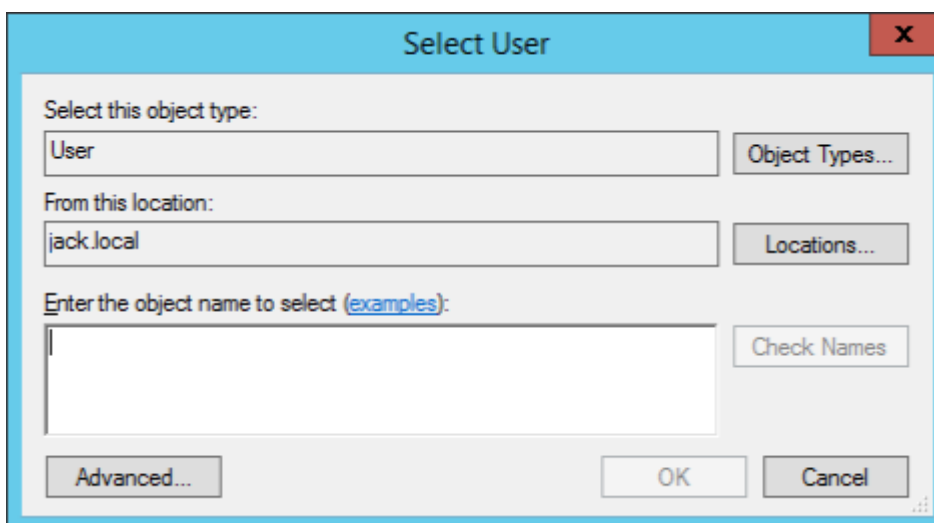 Select User
x
Select this object type:
User
Object Types...
From this location:
jack.local
Locations...
Enter the object name to select (examples):
Check Names
Advanced...
OK
Cancel